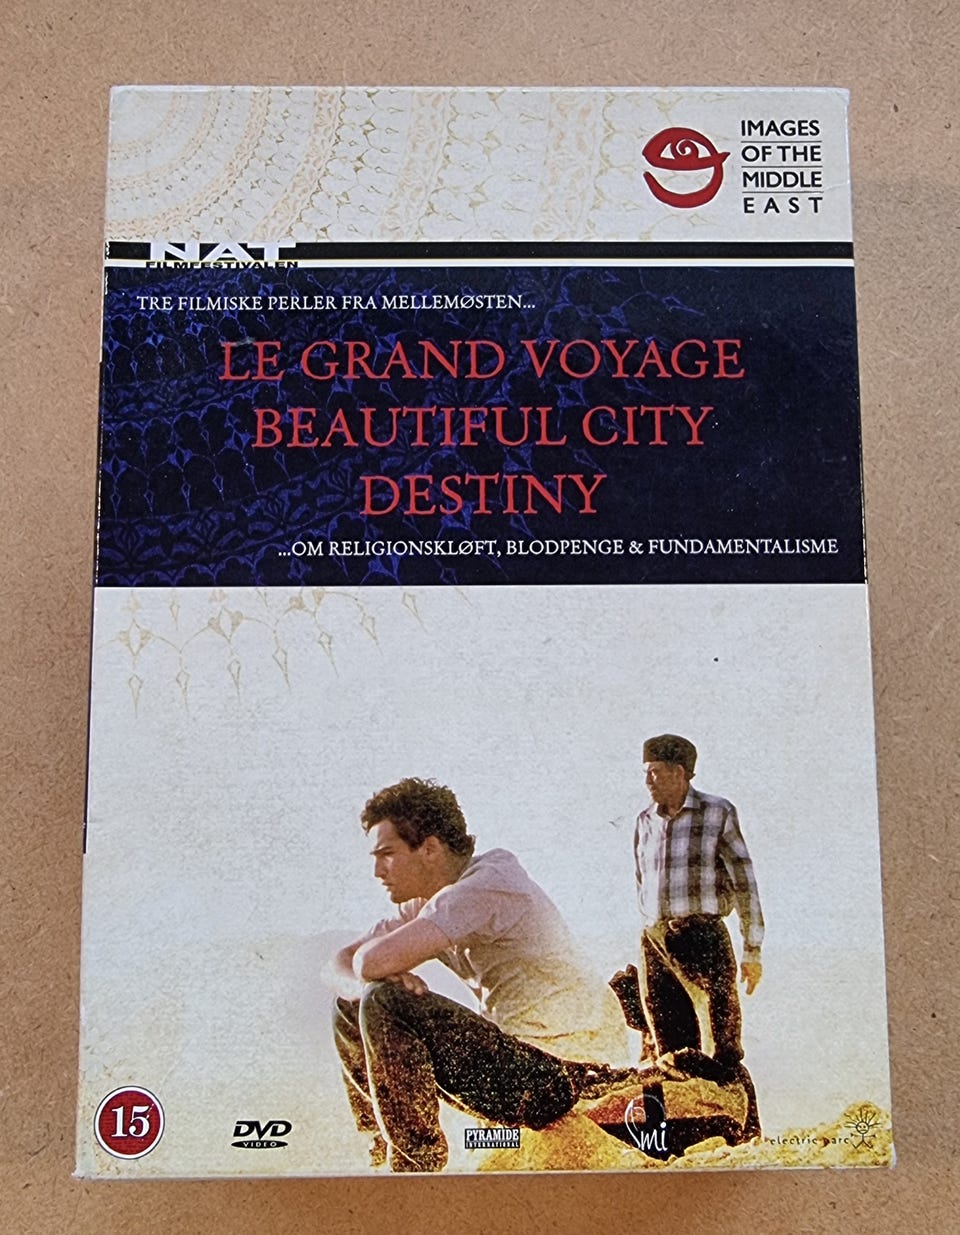 IMAGES
OF THE
MIDDLE
EAST
NAT
FILMFESTIVALEN
TRE FILMISKE PERLER FRA MELLEMØSTEN...
LE GRAND VOYAGE
BEAUTIFUL CITY
DESTINY
...OM RELIGIONSKLØFT, BLODPENGE & FUNDAMENTALISME
15
DVD
VIDEO
PYRAMIDE
INTERNATIONAL
Smi
electric parc